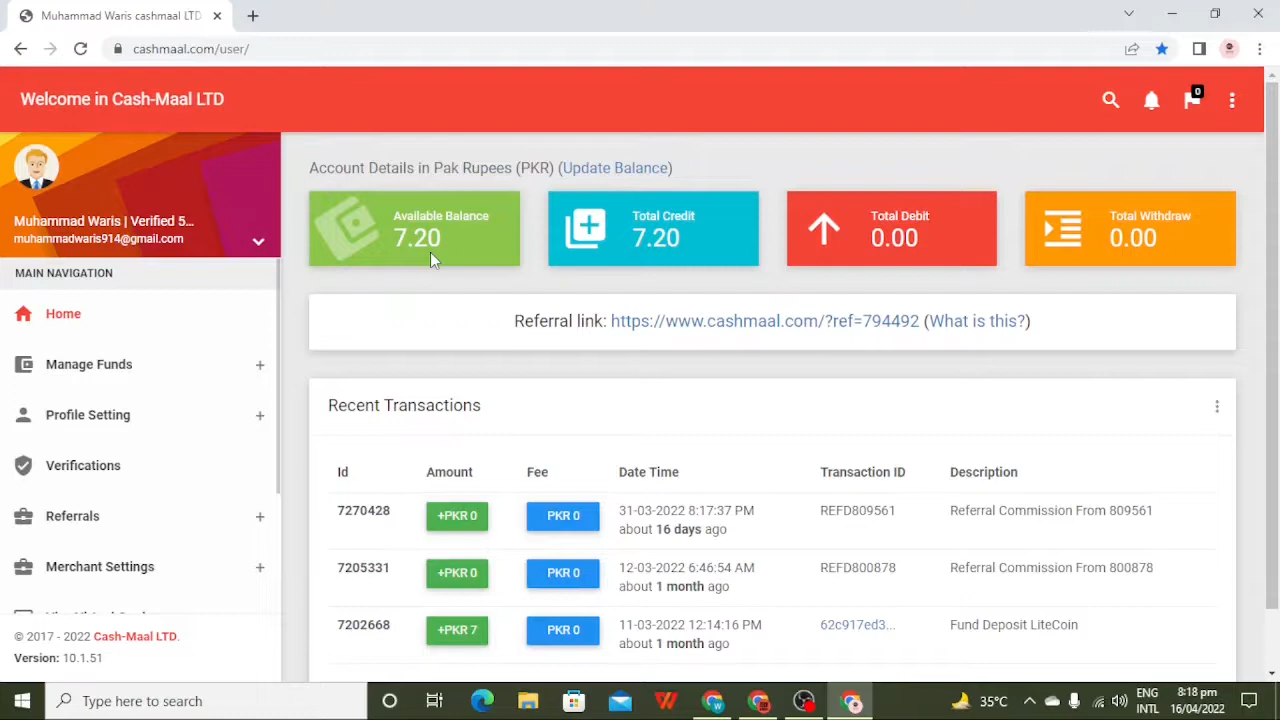 Muhammad Waris cashmaal LTD
cashmaal.com/user/
Welcome in Cash-Maal LTD
0
Muhammad Waris | Verified 5...
muhammadwaris914@gmail.com
MAIN NAVIGATION
Home
Manage Funds +
Profile Setting +
Verifications
Referrals +
Merchant Settings +
© 2017 - 2022 Cash-Maal LTD.
Version: 10.1.51
Account Details in Pak Rupees (PKR) (Update Balance)
Available Balance
7.20
Total Credit
7.20
Total Debit
0.00
Total Withdraw
0.00
Referral link: https://www.cashmaal.com/?ref=794492 (What is this?)
Recent Transactions
Id Amount Fee Date Time Transaction ID Description
7270428 +PKR 0 PKR 0 31-03-2022 8:17:37 PM REFD809561 Referral Commission From 809561
about 16 days ago
7205331 +PKR 0 PKR 0 12-03-2022 6:46:54 AM REFD800878 Referral Commission From 800878
about 1 month ago
7202668 +PKR 7 PKR 0 11-03-2022 12:14:16 PM 62c917ed3... Fund Deposit LiteCoin
about 1 month ago
Type here to search
35°C
ENG
INTL
8:18 pm
16/04/2022